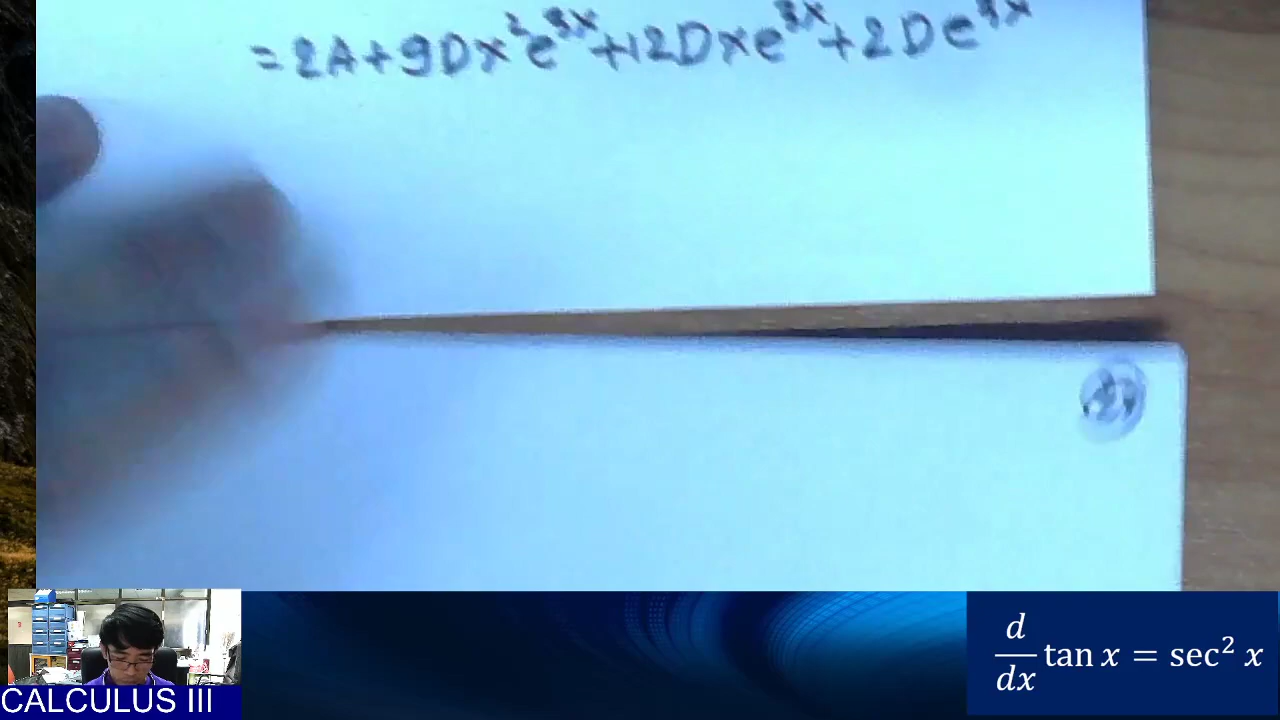 = 2A + 9Dx²e³ˣ + 12Dxe³ˣ + 2De³ˣ
CALCULUS III
d/dx tan x = sec² x